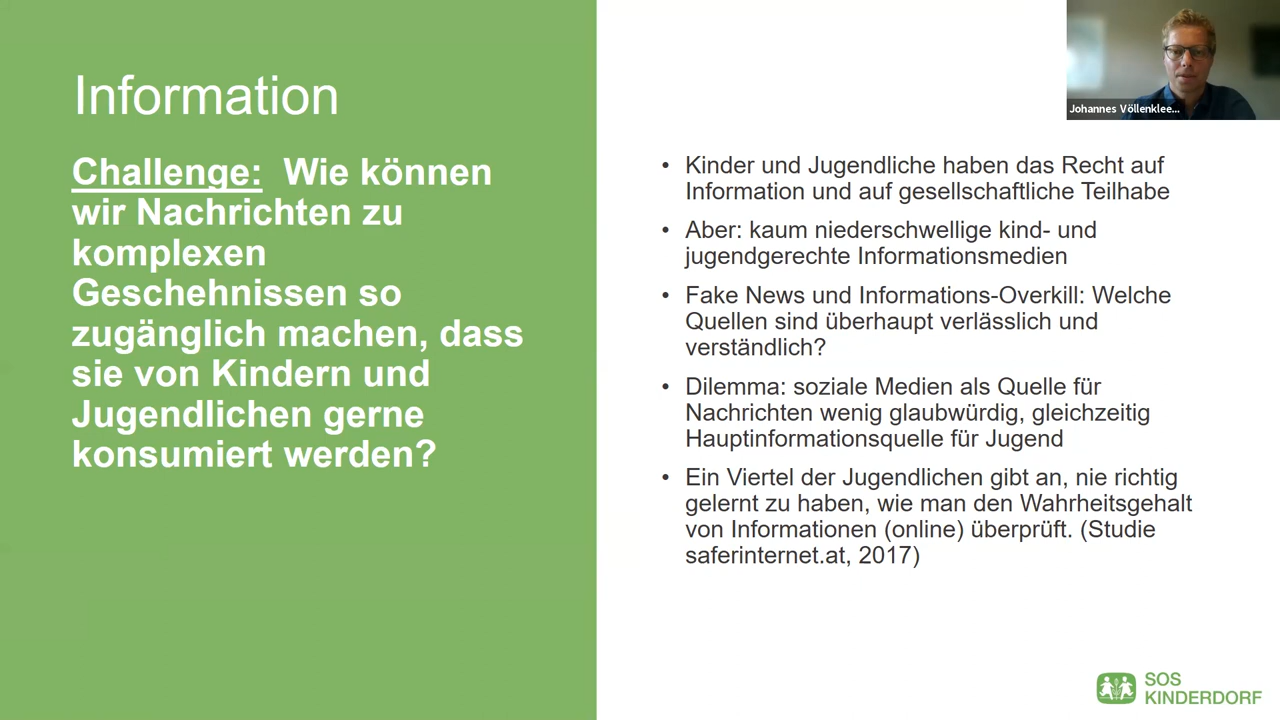 Information
Challenge: Wie können
wir Nachrichten zu
komplexen
Geschehnissen so
zugänglich machen, dass
sie von Kindern und
Jugendlichen gerne
konsumiert werden?
Johannes Völlenklee...
• Kinder und Jugendliche haben das Recht auf
Information und auf gesellschaftliche Teilhabe
• Aber: kaum niederschwellige kind- und
jugendgerechte Informationsmedien
• Fake News und Informations-Overkill: Welche
Quellen sind überhaupt verlässlich und
verständlich?
• Dilemma: soziale Medien als Quelle für
Nachrichten wenig glaubwürdig, gleichzeitig
Hauptinformationsquelle für Jugend
• Ein Viertel der Jugendlichen gibt an, nie richtig
gelernt zu haben, wie man den Wahrheitsgehalt
von Informationen (online) überprüft. (Studie
saferinternet.at, 2017)
SOS
KINDERDORF